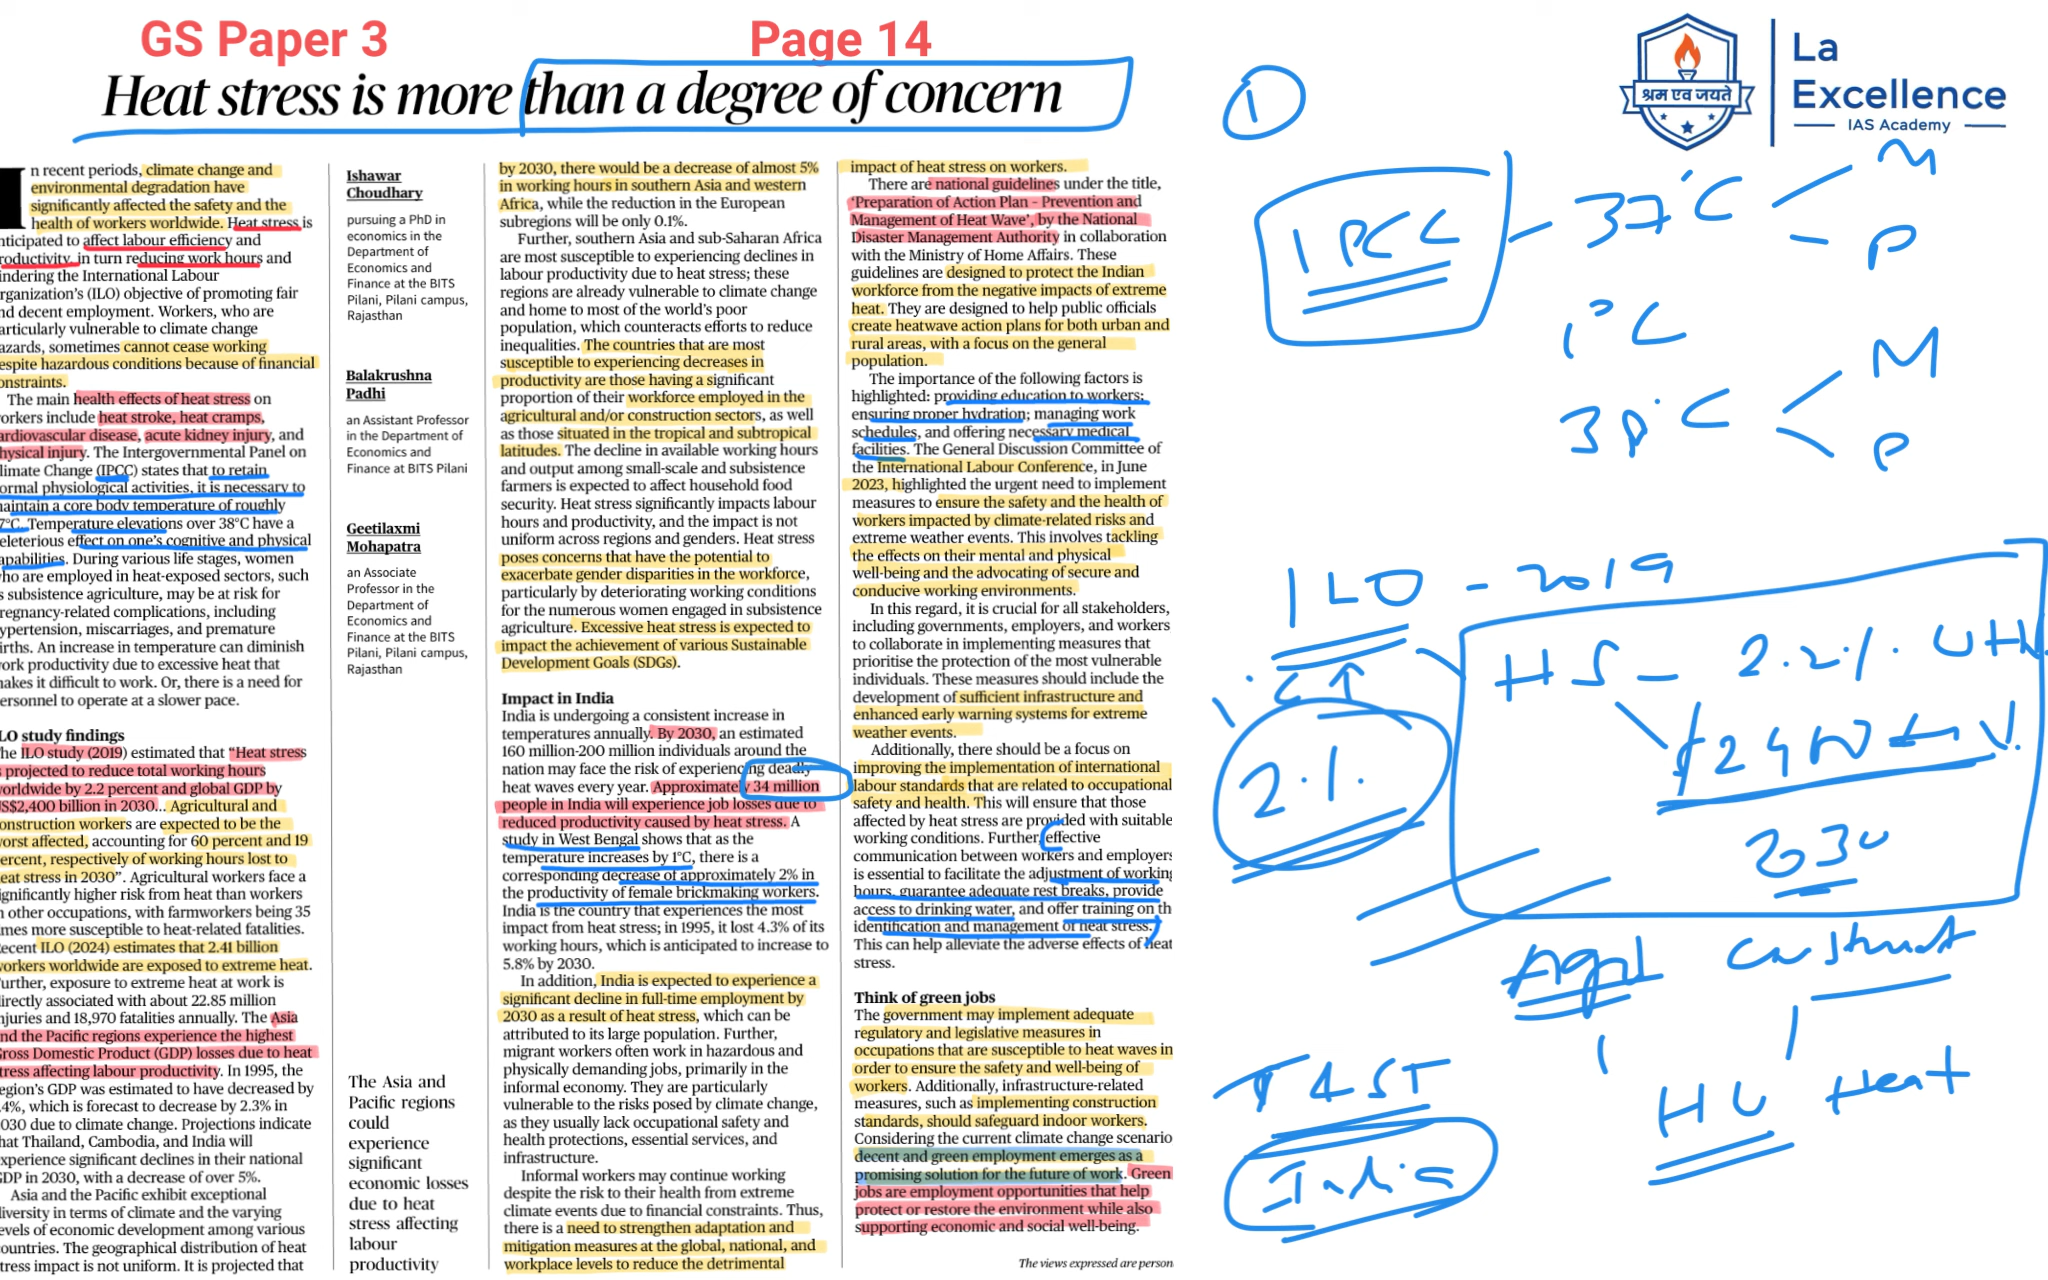 GS Paper 3
Page 14
Heat stress is more than a degree of concern
La
Excellence
IAS Academy
श्रम एव जयते
n recent periods, climate change and
environmental degradation have
significantly affected the safety and the
health of workers worldwide. Heat stress is
nticipated to affect labour efficiency and
roductivity, in turn reducing work hours and
indering the International Labour
rganization's (ILO) objective of promoting fair
nd decent employment. Workers, who are
articularly vulnerable to climate change
azards, sometimes cannot cease working
espite hazardous conditions because of financial
onstraints.
The main health effects of heat stress on
orkers include heat stroke, heat cramps,
ardiovascular disease, acute kidney injury, and
hysical injury. The Intergovernmental Panel on
limate Change (IPCC) states that to retain
ormal physiological activities, it is necessary to
aintain a core body temperature of roughly
7°C. Temperature elevations over 38°C have a
eleterious effect on one's cognitive and physical
apabilities. During various life stages, women
ho are employed in heat-exposed sectors, such
s subsistence agriculture, may be at risk for
regnancy-related complications, including
ypertension, miscarriages, and premature
irths. An increase in temperature can diminish
ork productivity due to excessive heat that
akes it difficult to work. Or, there is a need for
ersonnel to operate at a slower pace.
LO study findings
he ILO study (2019) estimated that "Heat stress
s projected to reduce total working hours
orldwide by 2.2 percent and global GDP by
S$2,400 billion in 2030... Agricultural and
onstruction workers are expected to be the
orst affected, accounting for 60 percent and 19
ercent, respectively of working hours lost to
eat stress in 2030". Agricultural workers face a
ignificantly higher risk from heat than workers
n other occupations, with farmworkers being 35
imes more susceptible to heat-related fatalities.
ecent ILO (2024) estimates that 2.41 billion
orkers worldwide are exposed to extreme heat.
urther, exposure to extreme heat at work is
irectly associated with about 22.85 million
njuries and 18,970 fatalities annually. The Asia
nd the Pacific regions experience the highest
ross Domestic Product (GDP) losses due to heat
tress affecting labour productivity. In 1995, the
egion's GDP was estimated to have decreased by
.4%, which is forecast to decrease by 2.3% in
030 due to climate change. Projections indicate
hat Thailand, Cambodia, and India will
xperience significant declines in their national
GDP in 2030, with a decrease of over 5%.
Asia and the Pacific exhibit exceptional
iversity in terms of climate and the varying
evels of economic development among various
ountries. The geographical distribution of heat
tress impact is not uniform. It is projected that
Ishawar
Choudhary
pursuing a PhD in
economics in the
Department of
Economics and
Finance at the BITS
Pilani, Pilani campus,
Rajasthan
Balakrushna
Padhi
an Assistant Professor
in the Department of
Economics and
Finance at BITS Pilani
Geetilaxmi
Mohapatra
an Associate
Professor in the
Department of
Economics and
Finance at the BITS
Pilani, Pilani campus,
Rajasthan
The Asia and
Pacific regions
could
experience
significant
economic losses
due to heat
stress affecting
labour
productivity
by 2030, there would be a decrease of almost 5%
in working hours in southern Asia and western
Africa, while the reduction in the European
subregions will be only 0.1%.
Further, southern Asia and sub-Saharan Africa
are most susceptible to experiencing declines in
labour productivity due to heat stress; these
regions are already vulnerable to climate change
and home to most of the world's poor
population, which counteracts efforts to reduce
inequalities. The countries that are most
susceptible to experiencing decreases in
productivity are those having a significant
proportion of their workforce employed in the
agricultural and/or construction sectors, as well
as those situated in the tropical and subtropical
latitudes. The decline in available working hours
and output among small-scale and subsistence
farmers is expected to affect household food
security. Heat stress significantly impacts labour
hours and productivity, and the impact is not
uniform across regions and genders. Heat stress
poses concerns that have the potential to
exacerbate gender disparities in the workforce,
particularly by deteriorating working conditions
for the numerous women engaged in subsistence
agriculture. Excessive heat stress is expected to
impact the achievement of various Sustainable
Development Goals (SDGs).
Impact in India
India is undergoing a consistent increase in
temperatures annually. By 2030, an estimated
160 million-200 million individuals around the
nation may face the risk of experiencing deadly
heat waves every year. Approximately 34 million
people in India will experience job losses due to
reduced productivity caused by heat stress. A
study in West Bengal shows that as the
temperature increases by 1°C, there is a
corresponding decrease of approximately 2% in
the productivity of female brickmaking workers.
India is the country that experiences the most
impact from heat stress; in 1995, it lost 4.3% of its
working hours, which is anticipated to increase to
5.8% by 2030.
In addition, India is expected to experience a
significant decline in full-time employment by
2030 as a result of heat stress, which can be
attributed to its large population. Further,
migrant workers often work in hazardous and
physically demanding jobs, primarily in the
informal economy. They are particularly
vulnerable to the risks posed by climate change,
as they usually lack occupational safety and
health protections, essential services, and
infrastructure.
Informal workers may continue working
despite the risk to their health from extreme
climate events due to financial constraints. Thus,
there is a need to strengthen adaptation and
mitigation measures at the global, national, and
workplace levels to reduce the detrimental
impact of heat stress on workers.
There are national guidelines under the title,
'Preparation of Action Plan – Prevention and
Management of Heat Wave', by the National
Disaster Management Authority in collaboration
with the Ministry of Home Affairs. These
guidelines are designed to protect the Indian
workforce from the negative impacts of extreme
heat. They are designed to help public officials
create heatwave action plans for both urban and
rural areas, with a focus on the general
population.
The importance of the following factors is
highlighted: providing education to workers;
ensuring proper hydration; managing work
schedules, and offering necessary medical
facilities. The General Discussion Committee of
the International Labour Conference, in June
2023, highlighted the urgent need to implement
measures to ensure the safety and the health of
workers impacted by climate-related risks and
extreme weather events. This involves tackling
the effects on their mental and physical
well-being and the advocating of secure and
conducive working environments.
In this regard, it is crucial for all stakeholders,
including governments, employers, and workers
to collaborate in implementing measures that
prioritise the protection of the most vulnerable
individuals. These measures should include the
development of sufficient infrastructure and
enhanced early warning systems for extreme
weather events.
Additionally, there should be a focus on
improving the implementation of international
labour standards that are related to occupational
safety and health. This will ensure that those
affected by heat stress are provided with suitable
working conditions. Further, effective
communication between workers and employers
is essential to facilitate the adjustment of working
hours, guarantee adequate rest breaks, provide
access to drinking water, and offer training on th
identification and management of heat stress.
This can help alleviate the adverse effects of heat
stress.
Think of green jobs
The government may implement adequate
regulatory and legislative measures in
occupations that are susceptible to heat waves in
order to ensure the safety and well-being of
workers. Additionally, infrastructure-related
measures, such as implementing construction
standards, should safeguard indoor workers.
Considering the current climate change scenario
decent and green employment emerges as a
promising solution for the future of work. Green
jobs are employment opportunities that help
protect or restore the environment while also
supporting economic and social well-being.
The views expressed are person
1
IPCC - 37°C
M
P
1°C
M
P
ILO - 2019
HS - 2.2%
2030
1°C ↑
2%
Construct
Heat
India